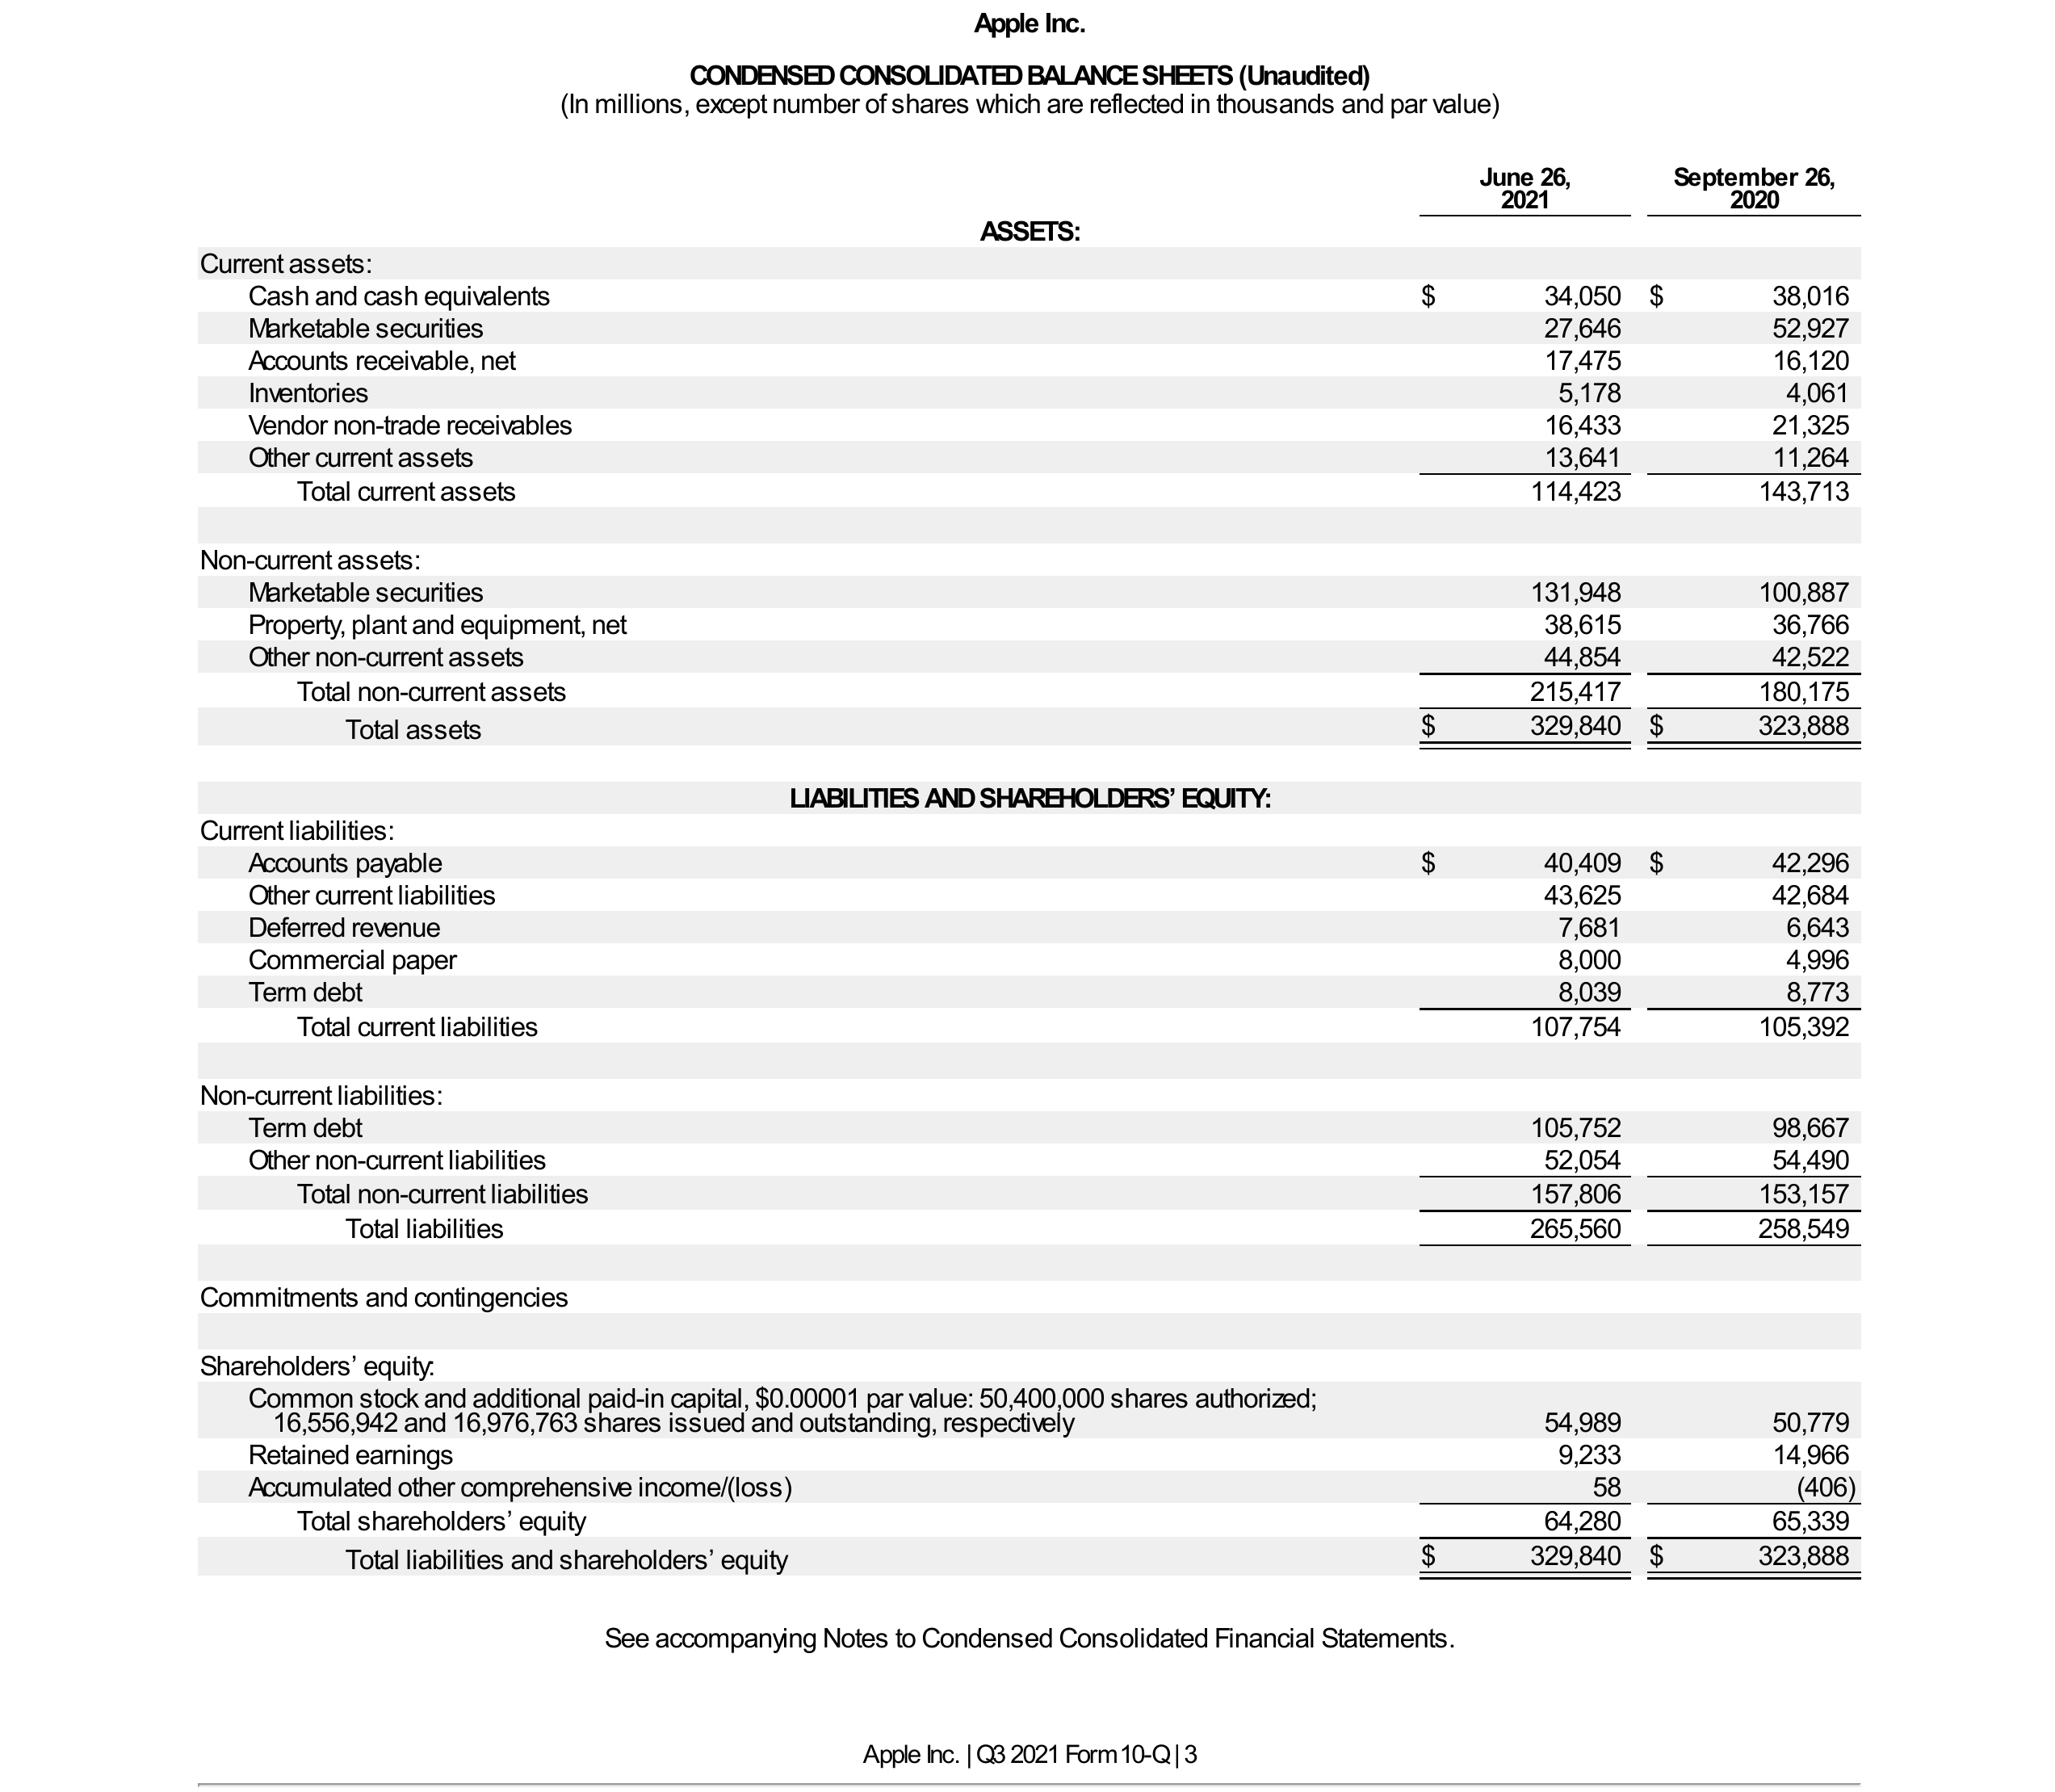 Apple Inc.
CONDENSED CONSOLIDATED BALANCE SHEETS (Unaudited)
(In millions, except number of shares which are reflected in thousands and par value)
June 26, 2021 September 26, 2020
ASSETS:
Current assets:
Cash and cash equivalents $ 34,050 $ 38,016
Marketable securities 27,646 52,927
Accounts receivable, net 17,475 16,120
Inventories 5,178 4,061
Vendor non-trade receivables 16,433 21,325
Other current assets 13,641 11,264
Total current assets 114,423 143,713
Non-current assets:
Marketable securities 131,948 100,887
Property, plant and equipment, net 38,615 36,766
Other non-current assets 44,854 42,522
Total non-current assets 215,417 180,175
Total assets $ 329,840 $ 323,888
LIABILITIES AND SHAREHOLDERS’ EQUITY:
Current liabilities:
Accounts payable $ 40,409 $ 42,296
Other current liabilities 43,625 42,684
Deferred revenue 7,681 6,643
Commercial paper 8,000 4,996
Term debt 8,039 8,773
Total current liabilities 107,754 105,392
Non-current liabilities:
Term debt 105,752 98,667
Other non-current liabilities 52,054 54,490
Total non-current liabilities 157,806 153,157
Total liabilities 265,560 258,549
Commitments and contingencies
Shareholders’ equity:
Common stock and additional paid-in capital, $0.00001 par value: 50,400,000 shares authorized;
16,556,942 and 16,976,763 shares issued and outstanding, respectively 54,989 50,779
Retained earnings 9,233 14,966
Accumulated other comprehensive income/(loss) 58 (406)
Total shareholders’ equity 64,280 65,339
Total liabilities and shareholders’ equity $ 329,840 $ 323,888
See accompanying Notes to Condensed Consolidated Financial Statements.
Apple Inc. | Q3 2021 Form 10-Q | 3